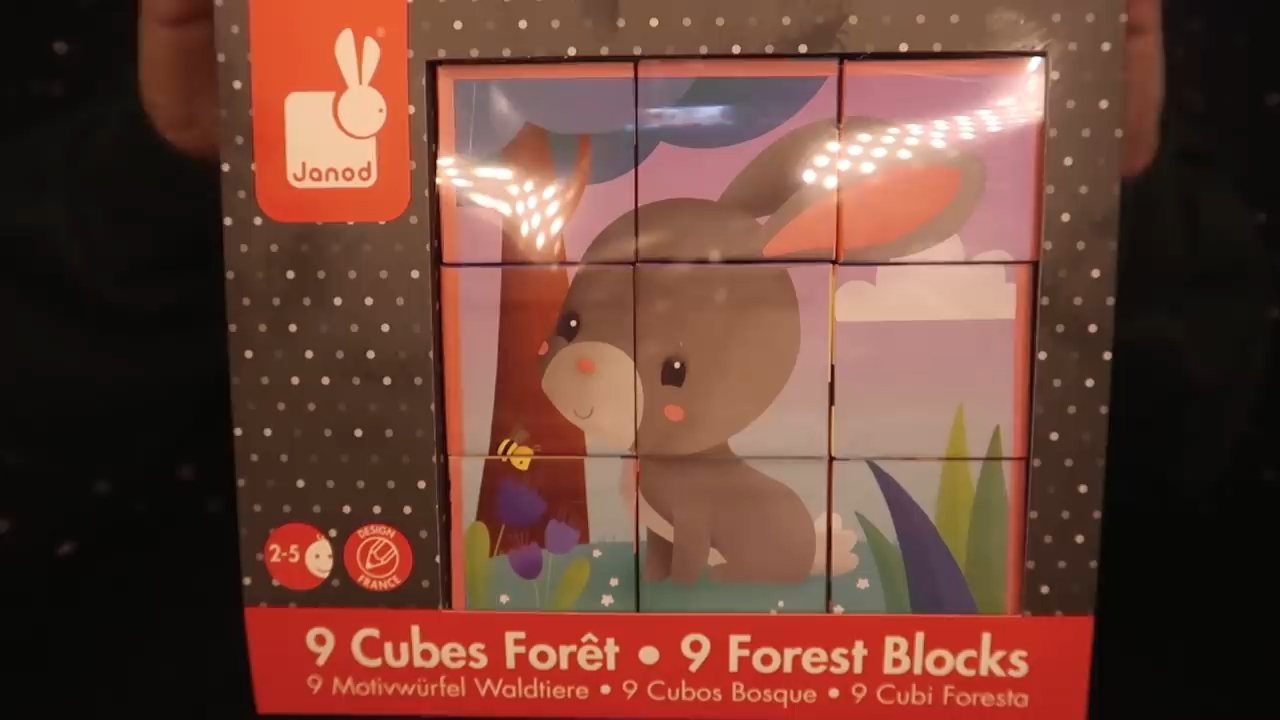 Janod
2-5
DESIGN
FRANCE
9 Cubes Forêt • 9 Forest Blocks
9 Motivwürfel Waldtiere • 9 Cubos Bosque • 9 Cubi Foresta